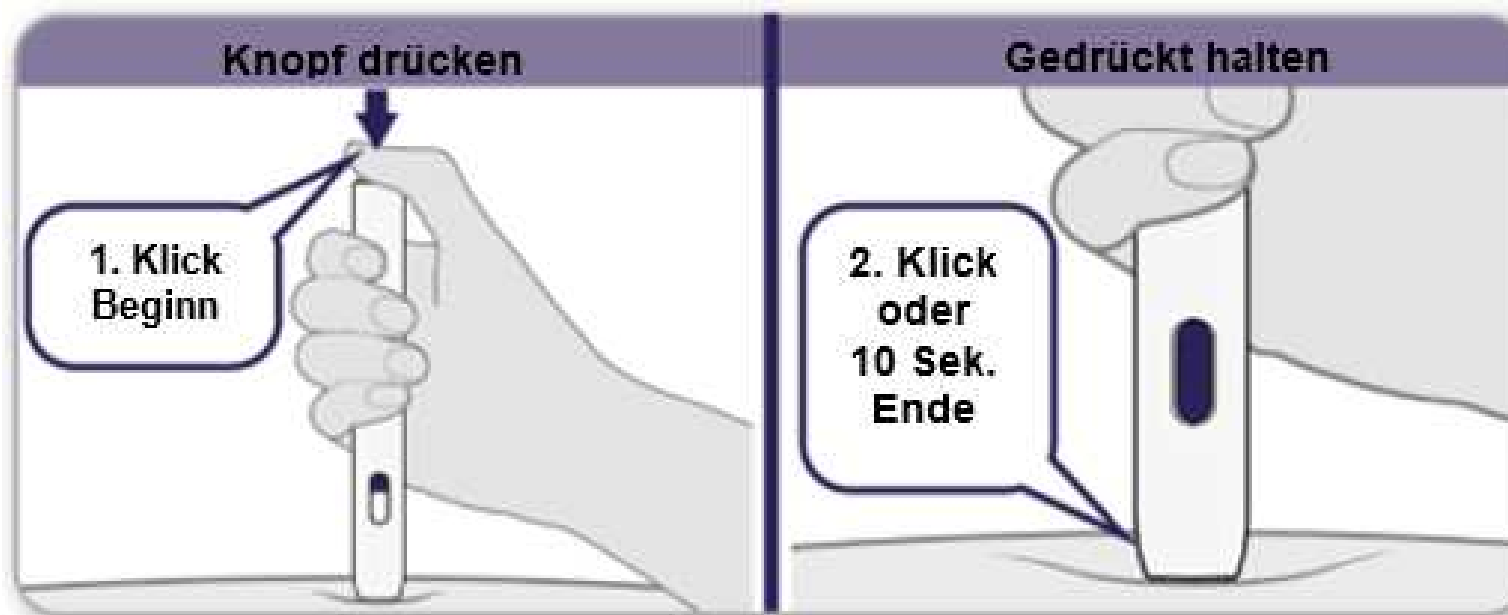 Knopf drücken
1. Klick
Beginn
Gedrückt halten
2. Klick
oder
10 Sek.
Ende